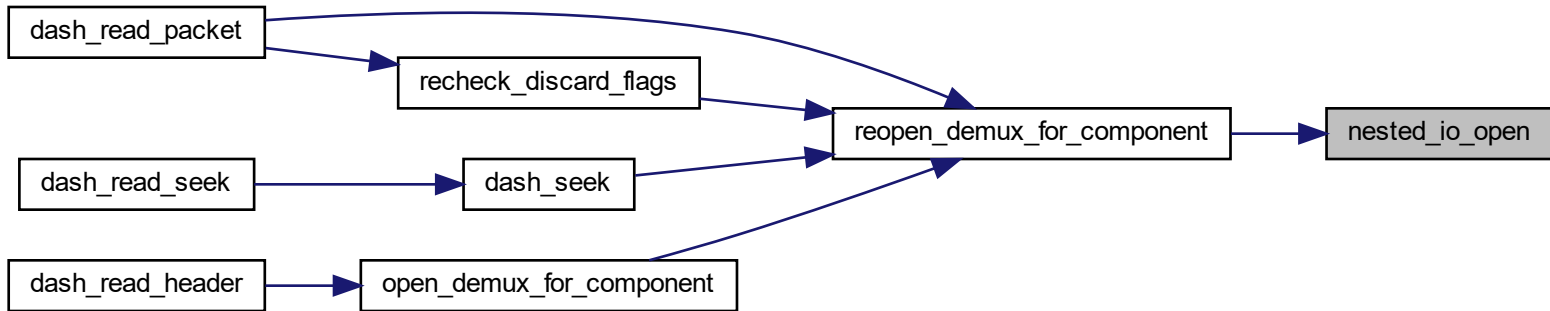 dash_read_packet
recheck_discard_flags
reopen_demux_for_component
nested_io_open
dash_read_seek
dash_seek
dash_read_header
open_demux_for_component